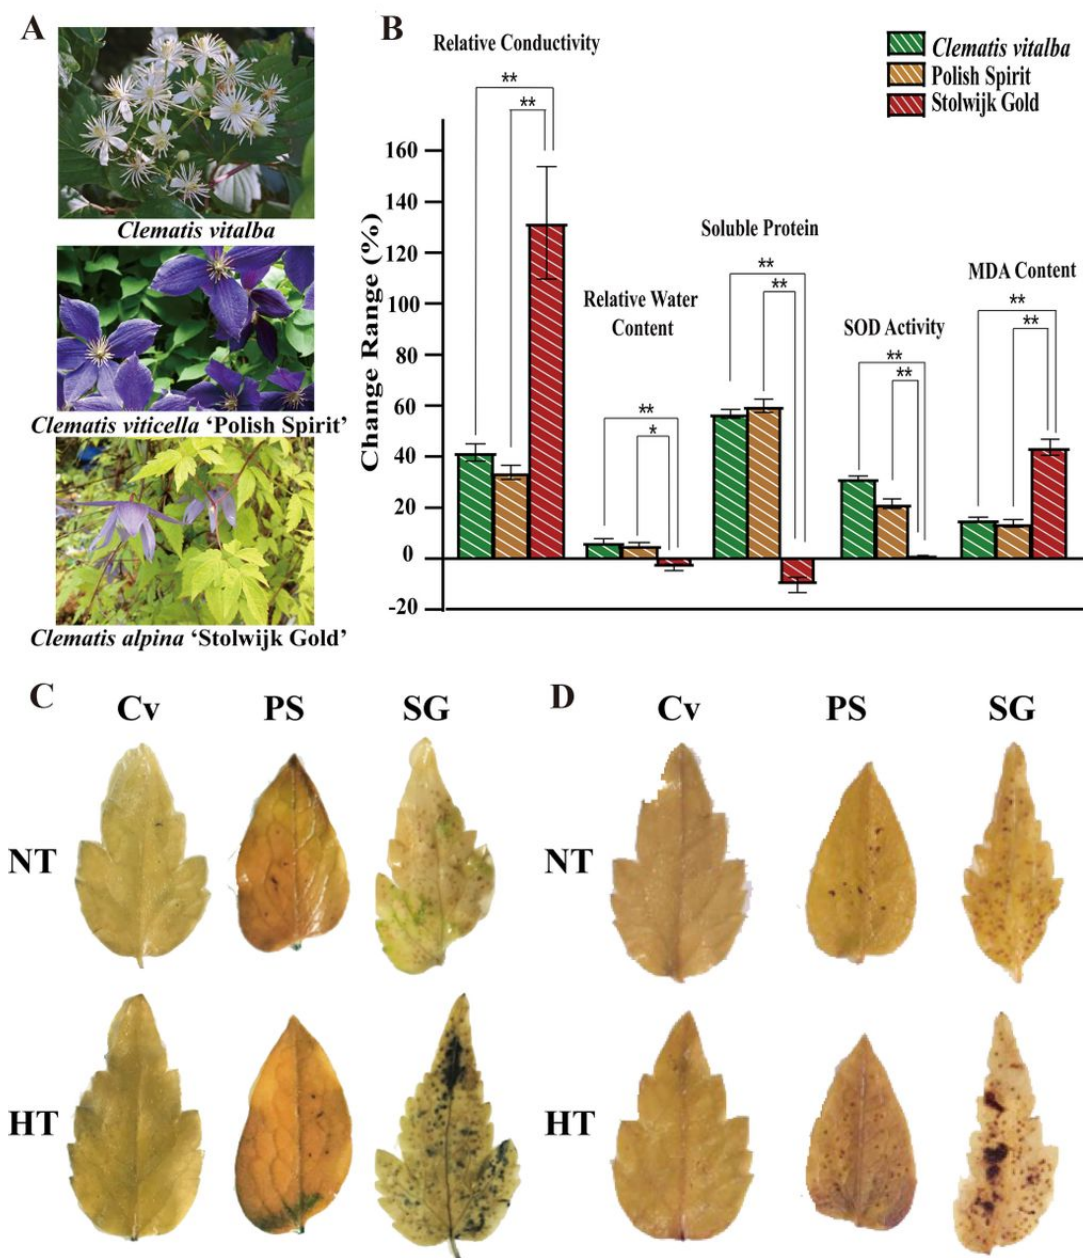 A
Clematis vitalba
Clematis viticella ‘Polish Spirit’
Clematis alpina ‘Stolwijk Gold’
B
Clematis vitalba
Polish Spirit
Stolwijk Gold
Change Range (%)
160
140
120
100
80
60
40
20
0
-20
Relative Conductivity
**
**
Relative Water
Content
**
*
Soluble Protein
**
**
SOD Activity
**
**
MDA Content
**
**
C
Cv PS SG
NT
HT
D
Cv PS SG
NT
HT